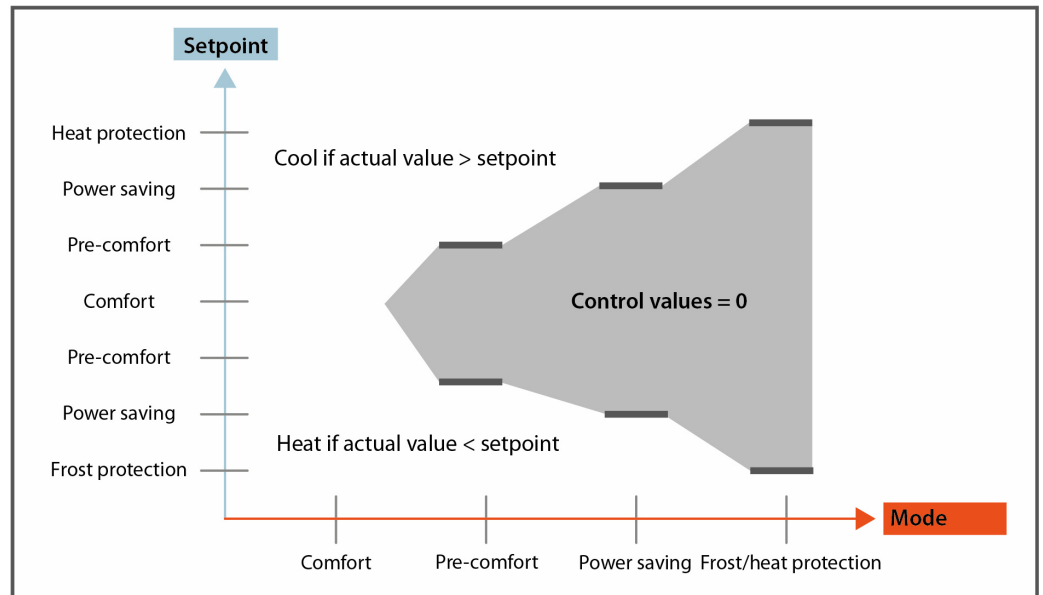 Setpoint
Heat protection
Cool if actual value > setpoint
Power saving
Pre-comfort
Comfort
Control values = 0
Pre-comfort
Power saving
Heat if actual value < setpoint
Frost protection
Mode
Comfort
Pre-comfort
Power saving
Frost/heat protection